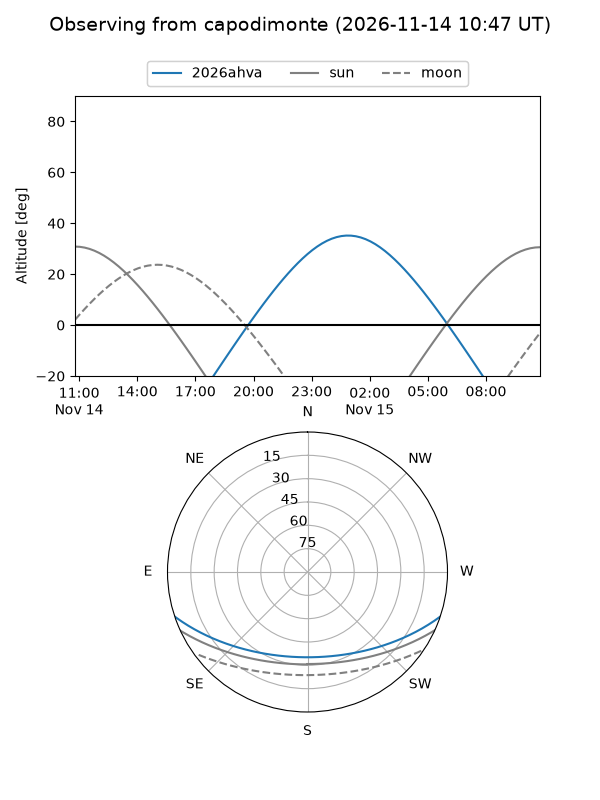 Observing from capodimonte (2026-11-14 10:47 UT)
2026ahva sun moon
Altitude [deg]
80
60
40
20
0
−20
11:00 14:00 17:00 20:00 23:00 02:00 05:00 08:00
Nov 14 Nov 15
N
NE NW
15
30
45
60
75
E W
SE SW
S